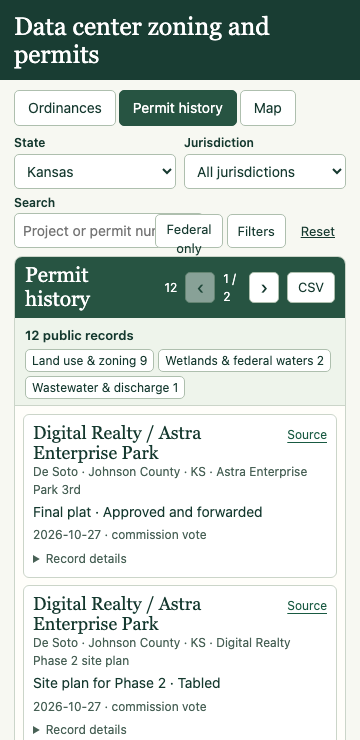 Data center zoning and
permits
Ordinances Permit history Map
State Jurisdiction
Kansas All jurisdictions
Search
Project or permit nur Federal only Filters Reset
Permit history 12 ‹ 1 / 2 › CSV
12 public records
Land use & zoning 9 Wetlands & federal waters 2
Wastewater & discharge 1
Digital Realty / Astra Source
Enterprise Park
De Soto · Johnson County · KS · Astra Enterprise
Park 3rd
Final plat · Approved and forwarded
2026-10-27 · commission vote
▶ Record details
Digital Realty / Astra Source
Enterprise Park
De Soto · Johnson County · KS · Digital Realty
Phase 2 site plan
Site plan for Phase 2 · Tabled
2026-10-27 · commission vote
▶ Record details